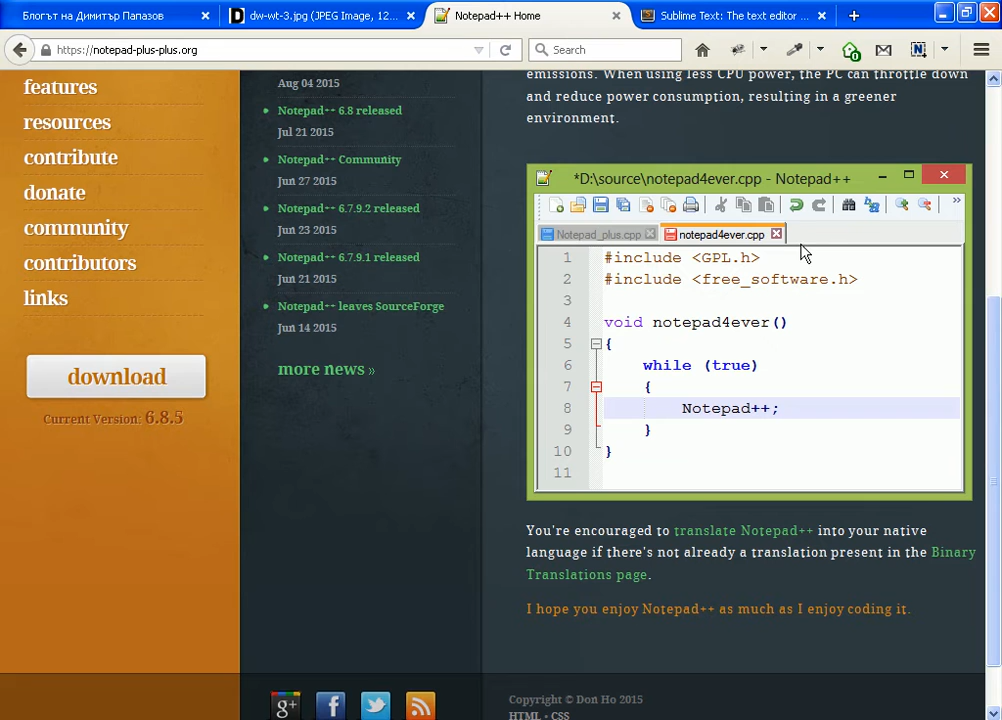 Блогът на Димитър Папазов
dw-wt-3.jpg (JPEG Image, 12...
Notepad++ Home
Sublime Text: The text editor ...
https://notepad-plus-plus.org
Search
features
resources
contribute
donate
community
contributors
links
download
Current Version: 6.8.5
Aug 04 2015
Notepad++ 6.8 released
Jul 21 2015
Notepad++ Community
Jun 27 2015
Notepad++ 6.7.9.2 released
Jun 23 2015
Notepad++ 6.7.9.1 released
Jun 21 2015
Notepad++ leaves SourceForge
Jun 14 2015
more news »
emissions. When using less CPU power, the PC can throttle down
and reduce power consumption, resulting in a greener
environment.
*D:\source\notepad4ever.cpp - Notepad++
Notepad_plus.cpp
notepad4ever.cpp
1 #include <GPL.h>
2 #include <free_software.h>
3
4 void notepad4ever()
5 {
6 while (true)
7 {
8 Notepad++;
9 }
10 }
11
You're encouraged to translate Notepad++ into your native
language if there's not already a translation present in the Binary
Translations page.
I hope you enjoy Notepad++ as much as I enjoy coding it.
g+
Copyright © Don Ho 2015
HTML • CSS